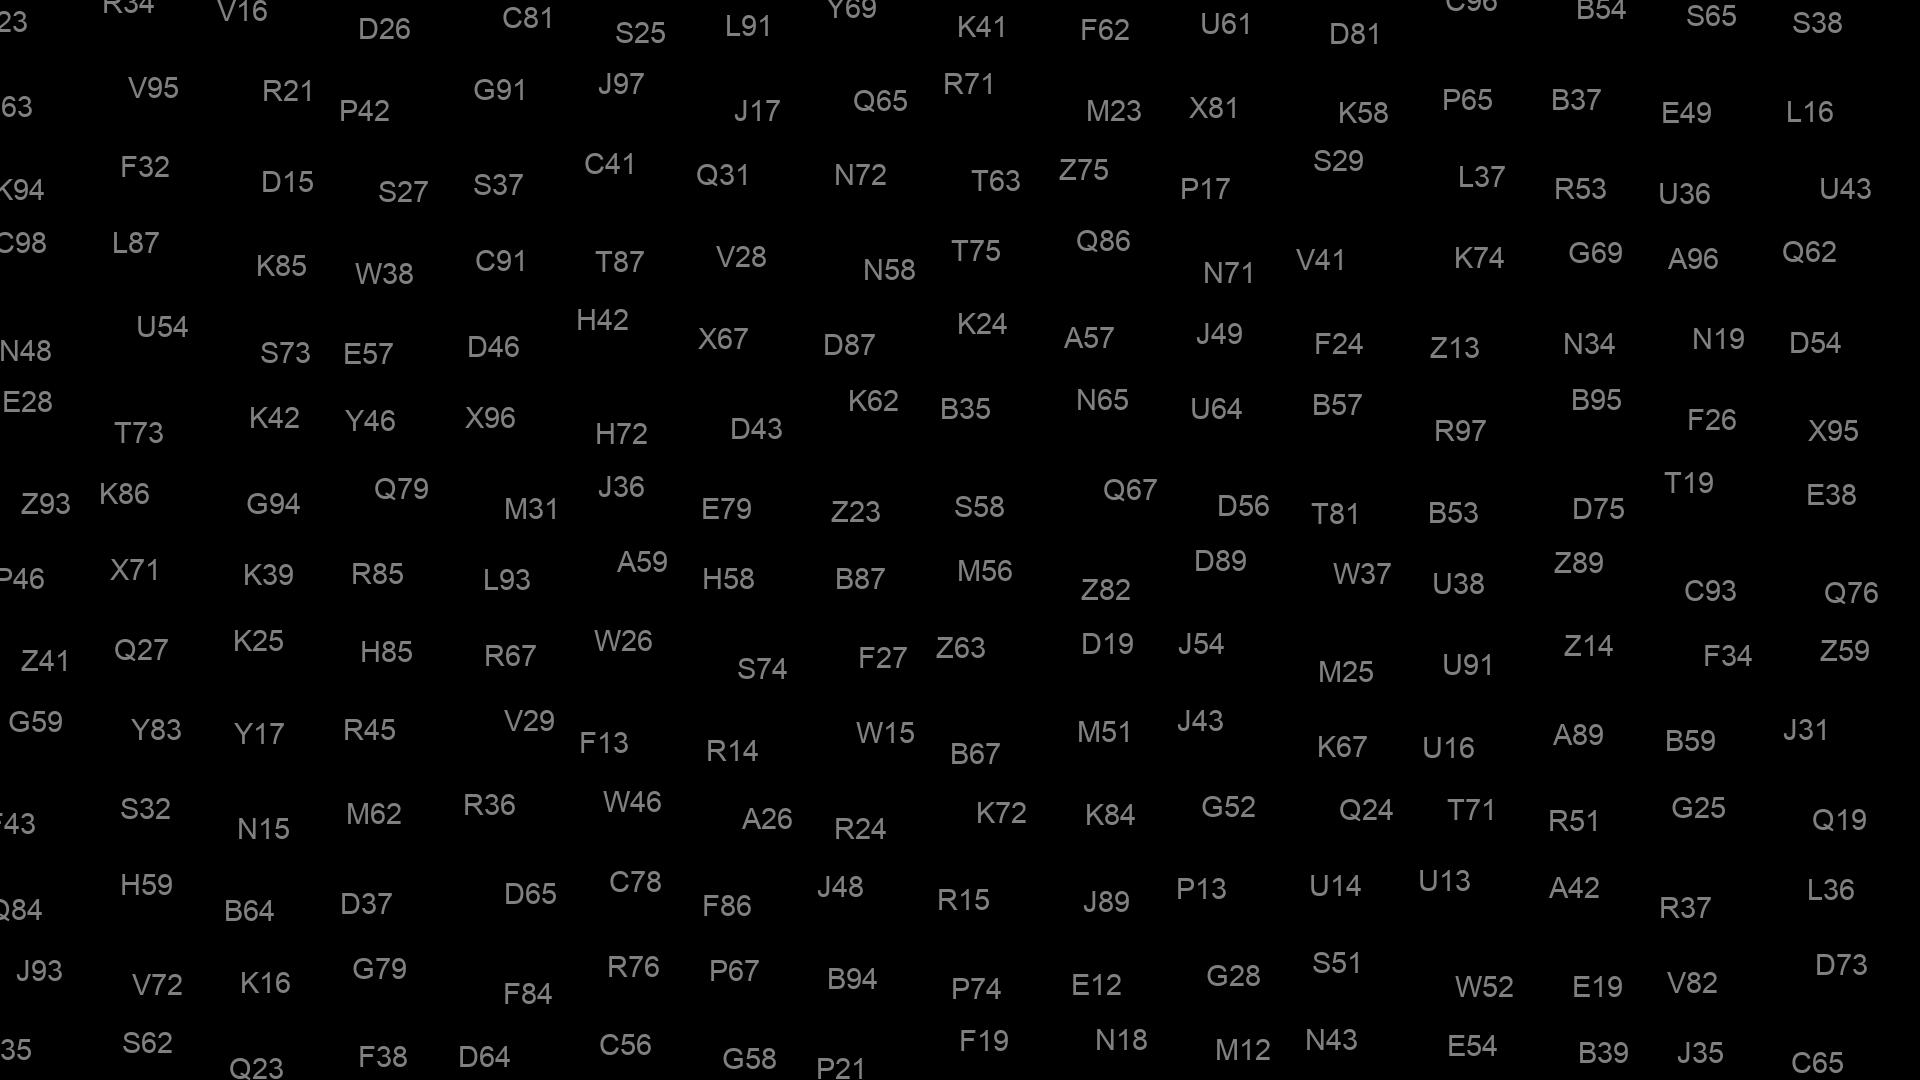 23 R34 V16 D26 C81 S25 L91 Y69 K41 F62 U61 D81 C96 B54 S65 S38
63 V95 R21 P42 G91 J97 J17 Q65 R71 M23 X81 K58 P65 B37 E49 L16
K94 F32 D15 S27 S37 C41 Q31 N72 T63 Z75 P17 S29 L37 R53 U36 U43
C98 L87 K85 W38 C91 T87 V28 N58 T75 Q86 N71 V41 K74 G69 A96 Q62
N48 U54 S73 E57 D46 H42 X67 D87 K24 A57 J49 F24 Z13 N34 N19 D54
E28 T73 K42 Y46 X96 H72 D43 K62 B35 N65 U64 B57 R97 B95 F26 X95
Z93 K86 G94 Q79 M31 J36 E79 Z23 S58 Q67 D56 T81 B53 D75 T19 E38
P46 X71 K39 R85 L93 A59 H58 B87 M56 Z82 D89 W37 U38 Z89 C93 Q76
Z41 Q27 K25 H85 R67 W26 S74 F27 Z63 D19 J54 M25 U91 Z14 F34 Z59
G59 Y83 Y17 R45 V29 F13 R14 W15 B67 M51 J43 K67 U16 A89 B59 J31
43 S32 N15 M62 R36 W46 A26 R24 K72 K84 G52 Q24 T71 R51 G25 Q19
Q84 H59 B64 D37 D65 C78 F86 J48 R15 J89 P13 U14 U13 A42 R37 L36
J93 V72 K16 G79 F84 R76 P67 B94 P74 E12 G28 S51 W52 E19 V82 D73
35 S62 Q23 F38 D64 C56 G58 P21 F19 N18 M12 N43 E54 B39 J35 C65